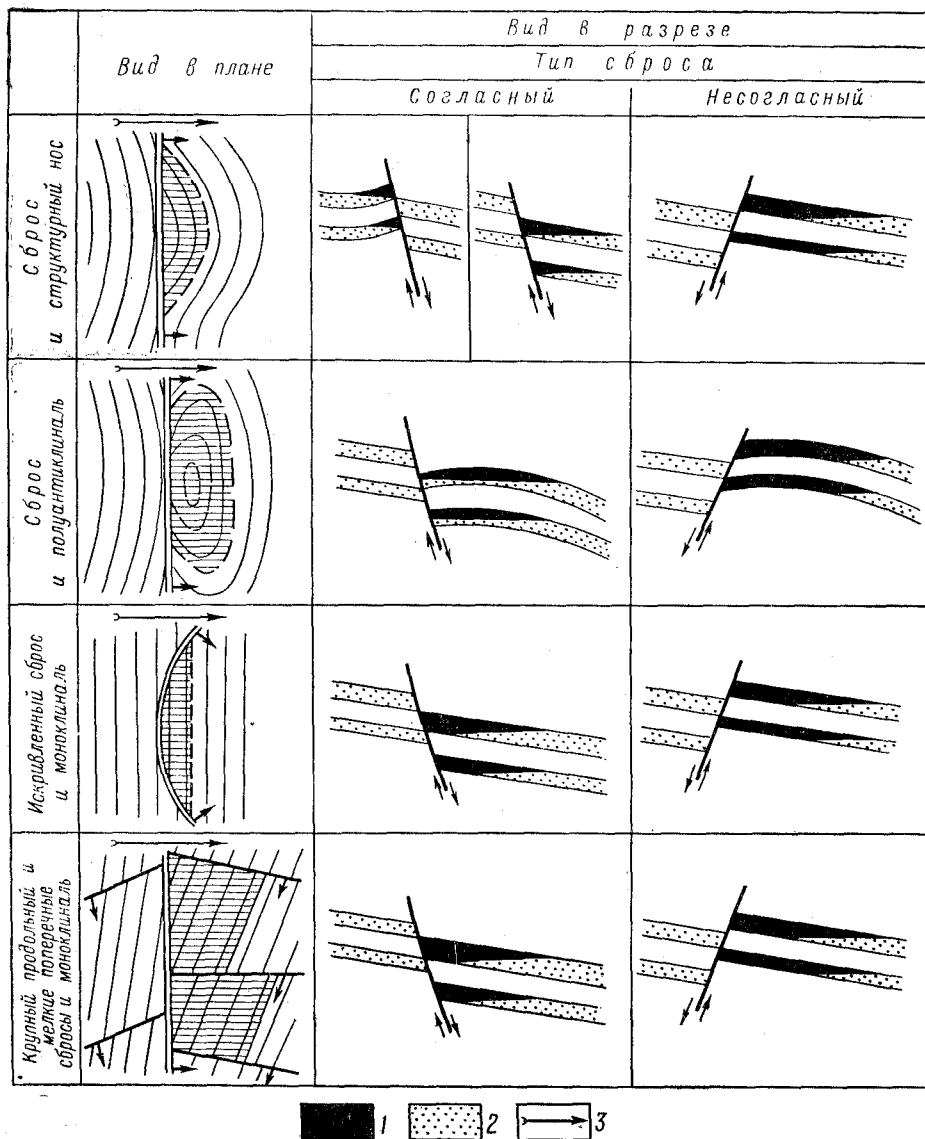 Вид в плане
Вид в разрезе
Тип сброса
Согласный
Несогласный
Сброс
и структурный нос
Сброс
и полуантиклиналь
Искривленный сброс
и моноклиналь
Крупный продольный и
мелкие поперечные
сбросы и моноклиналь
1
2
3